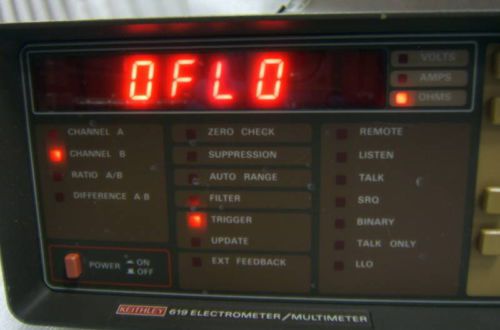 OFLO
VOLTS
AMPS
OHMS
CHANNEL A
CHANNEL B
RATIO A/B
DIFFERENCE A-B
ZERO CHECK
SUPPRESSION
AUTO RANGE
FILTER
TRIGGER
UPDATE
EXT FEEDBACK
REMOTE
LISTEN
TALK
SRQ
BINARY
TALK ONLY
LLO
POWER
ON
OFF
KEITHLEY 619 ELECTROMETER/MULTIMETER